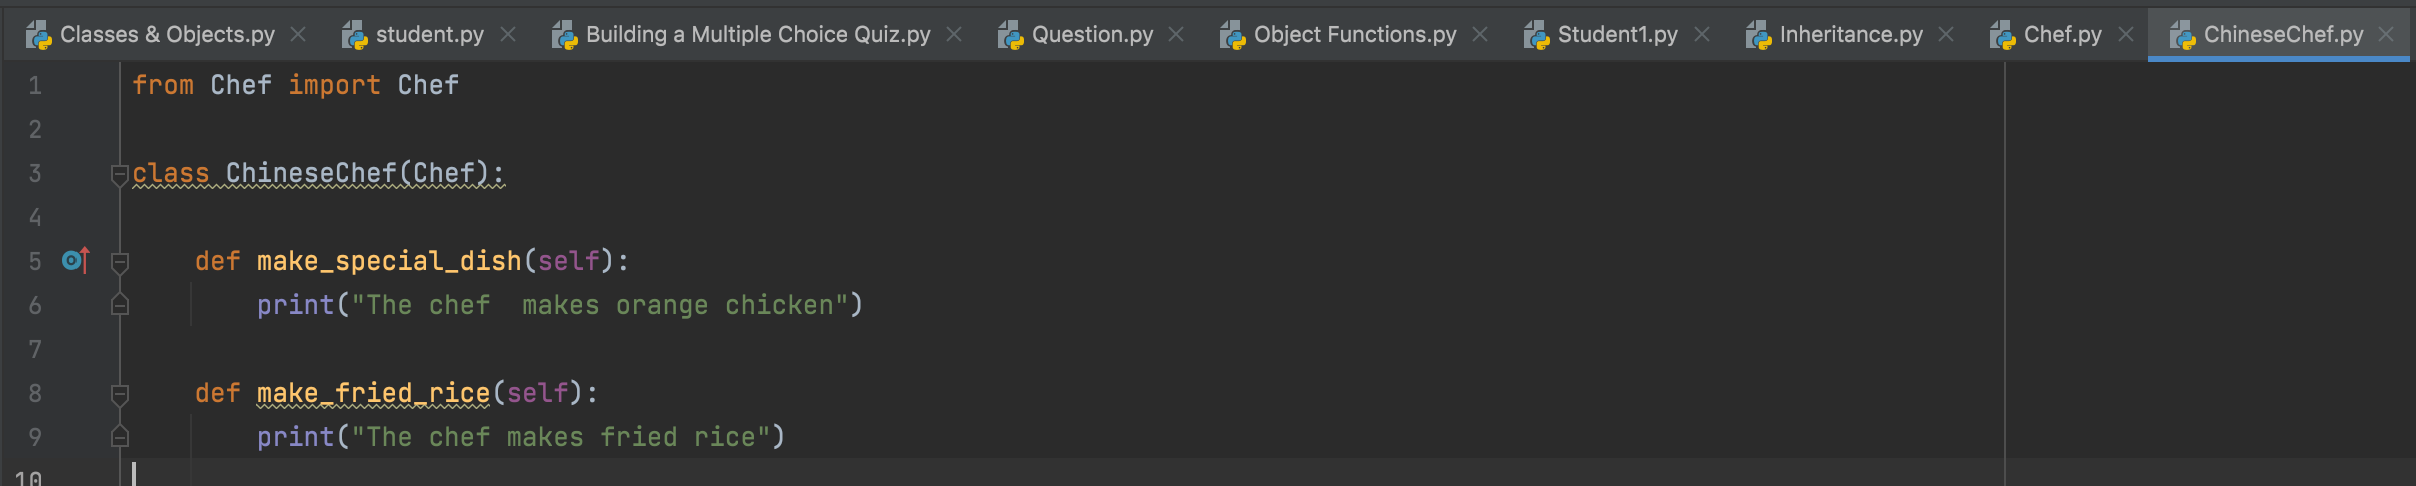 Classes & Objects.py student.py Building a Multiple Choice Quiz.py Question.py Object Functions.py Student1.py Inheritance.py Chef.py ChineseChef.py
1 from Chef import Chef
2
3 class ChineseChef(Chef):
4
5     def make_special_dish(self):
6         print("The chef  makes orange chicken")
7
8     def make_fried_rice(self):
9         print("The chef makes fried rice")
10